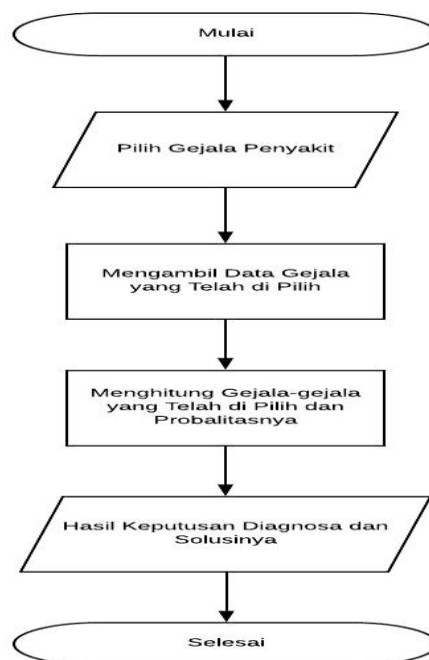 Mulai
Pilih Gejala Penyakit
Mengambil Data Gejala
yang Telah di Pilih
Menghitung Gejala-gejala
yang Telah di Pilih dan
Probalitasnya
Hasil Keputusan Diagnosa dan
Solusinya
Selesai